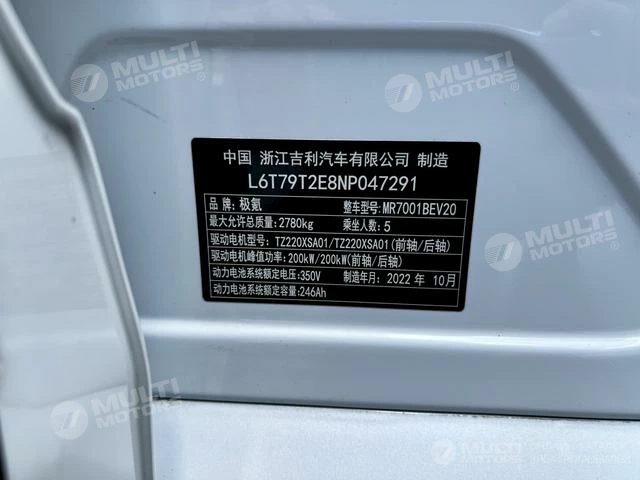 MULTI MOTORS®
MULTI MOTORS®
中国 浙江吉利汽车有限公司 制造
L6T79T2E8NP047291
品 牌:极氪 整车型号:MR7001BEV20
最大允许总质量:2780kg 乘坐人数:5
驱动电机型号: TZ220XSA01/TZ220XSA01(前轴/后轴)
驱动电机峰值功率:200kW/200kW(前轴/后轴)
动力电池系统额定电压:350V 制造年月:2022 年 10月
动力电池系统额定容量:246Ah
MULTI MOTORS®
MULTI MOTORS®
MULTI MOTORS